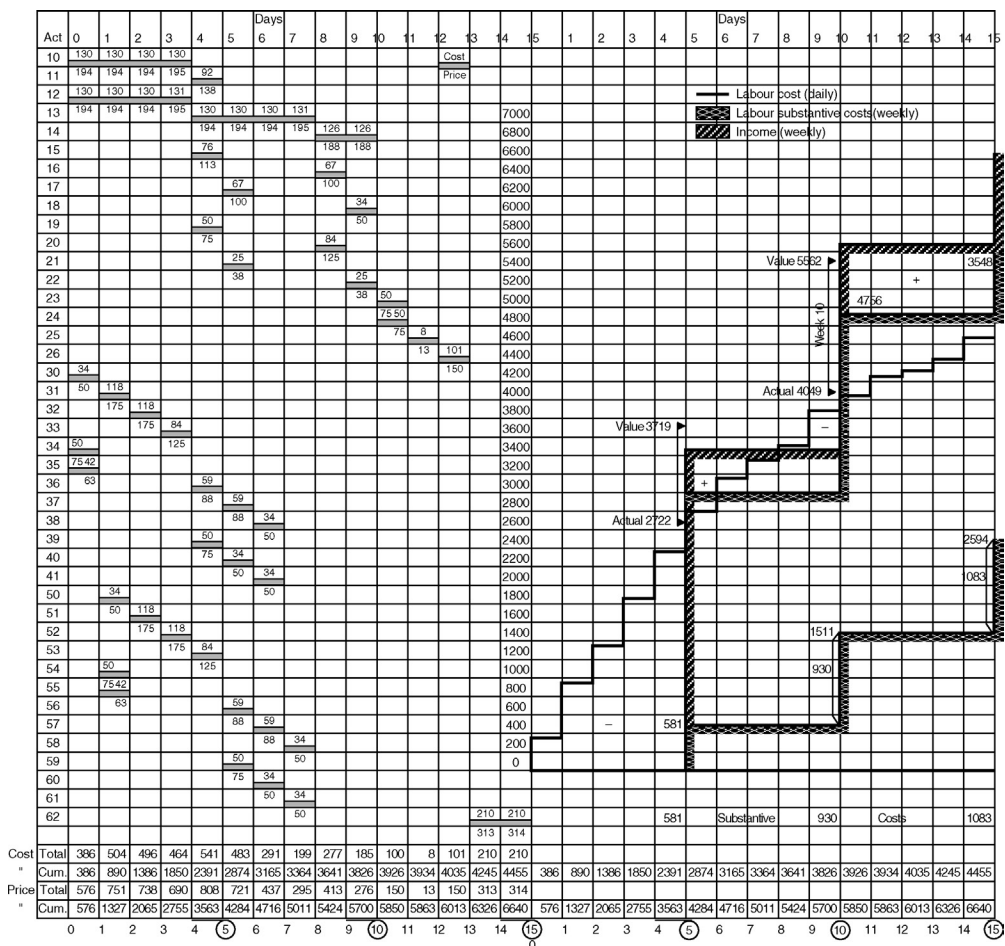 Days Days
Act 0 1 2 3 4 5 6 7 8 9 10 11 12 13 14 15 1 2 3 4 5 6 7 8 9 10 11 12 13 14 15
10 130 130 130 130 Cost
11 194 194 194 195 92 Price
12 130 130 130 131 138 Labour cost (daily)
13 194 194 194 195 130 130 130 131 7000 Labour substantive costs(weekly)
14 194 194 194 195 126 126 6800 Income (weekly)
15 76 188 188 6600
16 113 67 6400
17 67 100 6200
18 100 34 6000
19 50 50 5800
20 75 84 5600
21 25 125 5400 Value 5562 3548
22 38 25 5200 +
23 38 50 5000 4756
24 75 50 4800
25 75 8 4600 Week 10
26 13 101 4400
30 34 150 4200
31 50 118 4000 Actual 4049
32 175 118 3800
33 175 84 3600 Value 3719 –
34 50 125 3400
35 75 42 3200
36 63 59 3000 +
37 88 59 2800
38 88 34 2600 Actual 2722
39 50 50 2400 2594
40 75 34 2200
41 50 34 2000 1083
50 34 50 1800
51 50 118 1600
52 175 118 1400 1511
53 175 84 1200
54 50 125 1000 930
55 75 42 800
56 63 59 600
57 88 59 400 – 581
58 88 34 200
59 50 50 0
60 75 34
61 50 34
62 50 210 210 581 Substantive 930 Costs 1083
313 314
Cost Total 386 504 496 464 541 483 291 199 277 185 100 8 101 210 210
" Cum. 386 890 1386 1850 2391 2874 3165 3364 3641 3826 3926 3934 4035 4245 4455 386 890 1386 1850 2391 2874 3165 3364 3641 3826 3926 3934 4035 4245 4455
Price Total 576 751 738 690 808 721 437 295 413 276 150 13 150 313 314
" Cum. 576 1327 2065 2755 3563 4284 4716 5011 5424 5700 5850 5863 6013 6326 6640 576 1327 2065 2755 3563 4284 4716 5011 5424 5700 5850 5863 6013 6326 6640
0 1 2 3 4 5 6 7 8 9 10 11 12 13 14 15 1 2 3 4 5 6 7 8 9 10 11 12 13 14 15
0